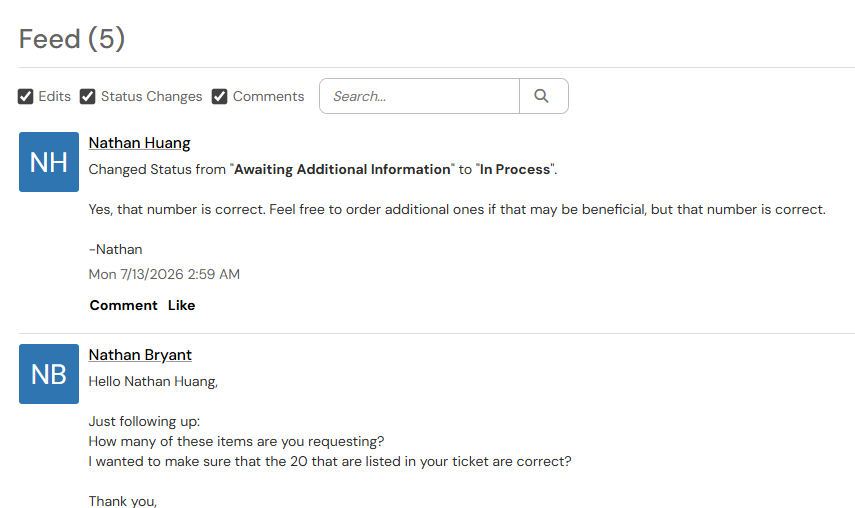 Feed (5)
Edits Status Changes Comments Search...
NH
Nathan Huang
Changed Status from "Awaiting Additional Information" to "In Process".
Yes, that number is correct. Feel free to order additional ones if that may be beneficial, but that number is correct.
-Nathan
Mon 7/13/2026 2:59 AM
Comment Like
NB
Nathan Bryant
Hello Nathan Huang,
Just following up:
How many of these items are you requesting?
I wanted to make sure that the 20 that are listed in your ticket are correct?
Thank you,